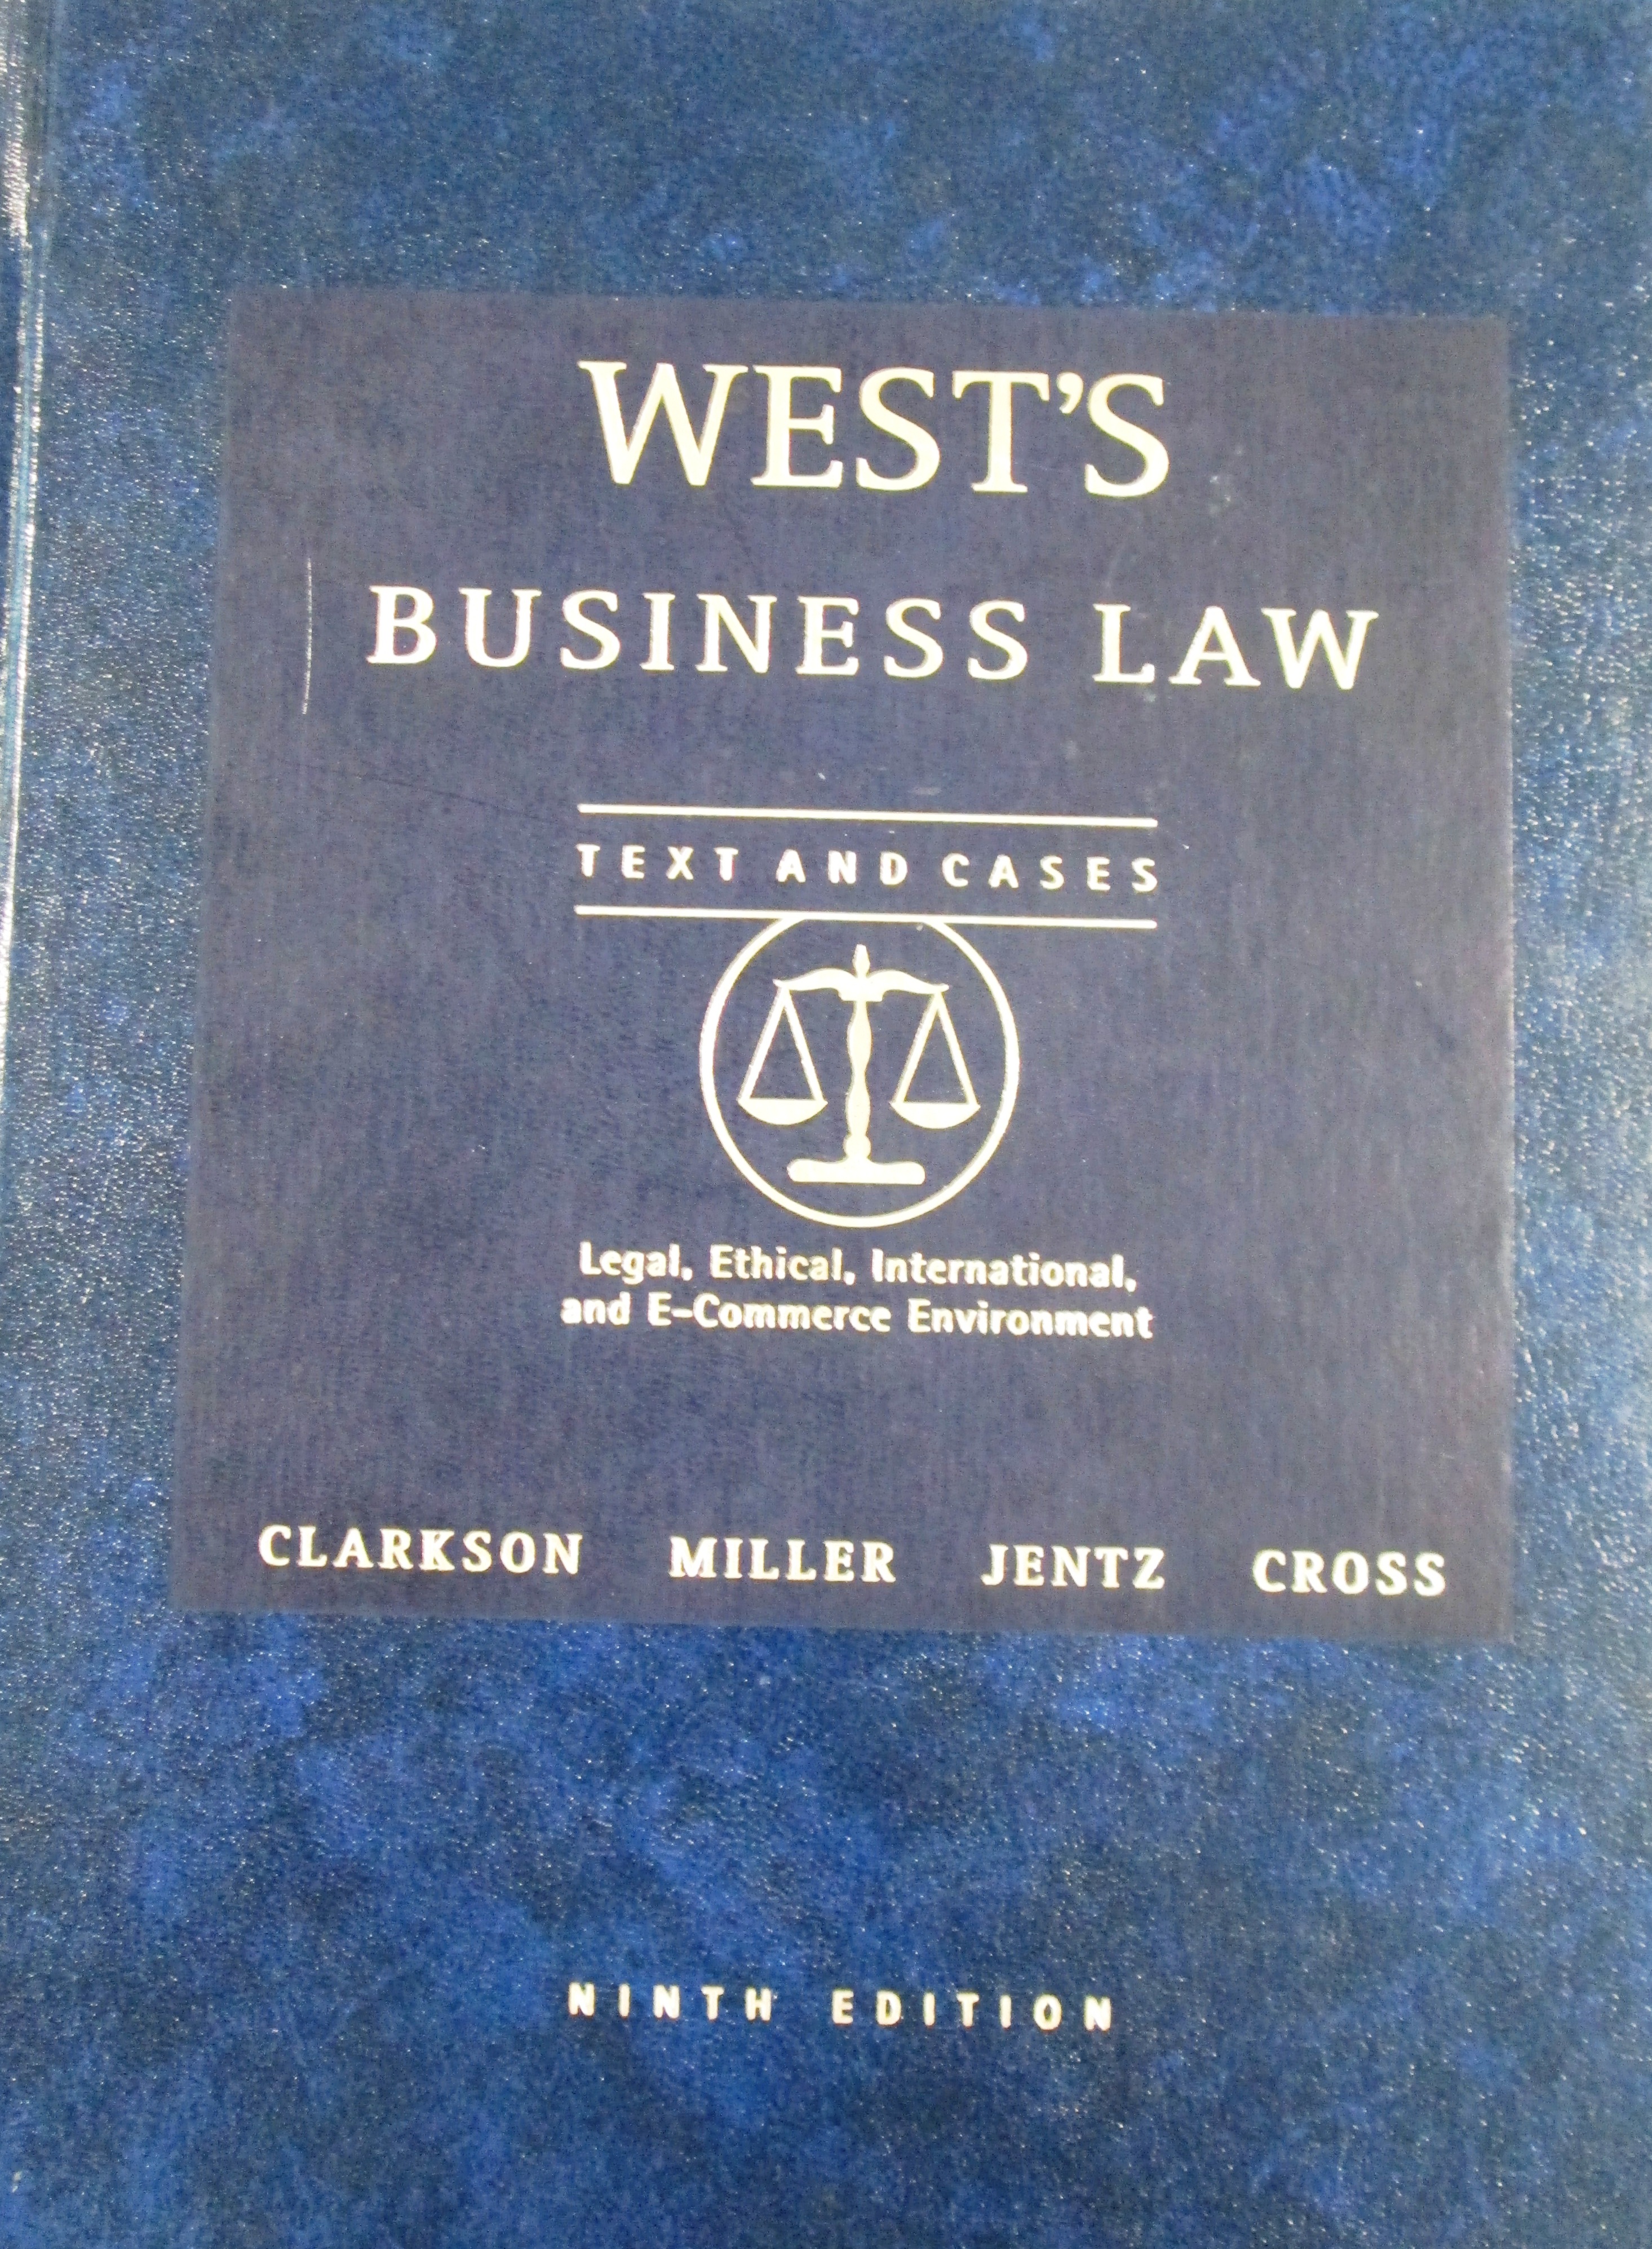 WEST'S
BUSINESS LAW
TEXT AND CASES
Legal, Ethical, International,
and E-Commerce Environment
CLARKSON MILLER JENTZ CROSS
NINTH EDITION